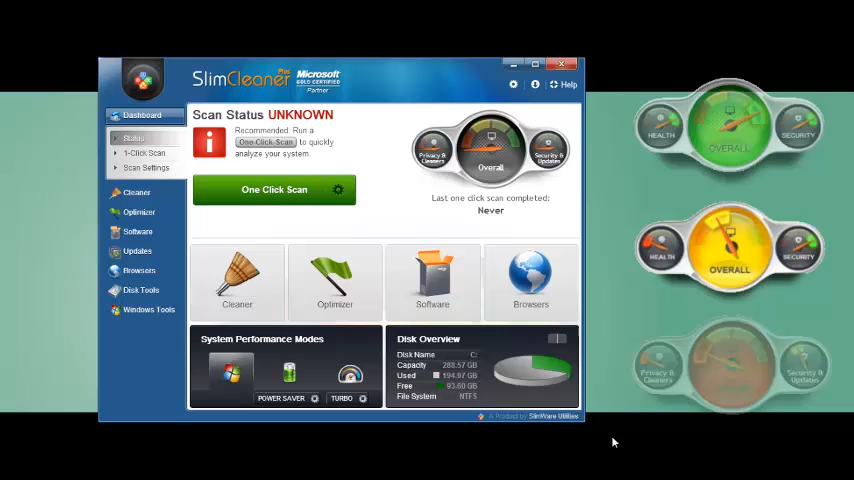 SlimCleaner Plus
Microsoft
GOLD CERTIFIED
Partner
Help
Dashboard
Status
1-Click Scan
Scan Settings
Cleaner
Optimizer
Software
Updates
Browsers
Disk Tools
Windows Tools
Scan Status UNKNOWN
Recommended: Run a
One-Click-Scan to quickly
analyze your system.
One Click Scan
Privacy & Cleaners
Overall
Security & Updates
Last one click scan completed:
Never
Cleaner
Optimizer
Software
Browsers
System Performance Modes
POWER SAVER
TURBO
Disk Overview
Disk Name C:
Capacity 288.57 GB
Used 194.97 GB
Free 93.60 GB
File System NTFS
A Product by SlimWare Utilities
HEALTH
OVERALL
SECURITY
HEALTH
OVERALL
SECURITY
Privacy & Cleaners
Security & Updates